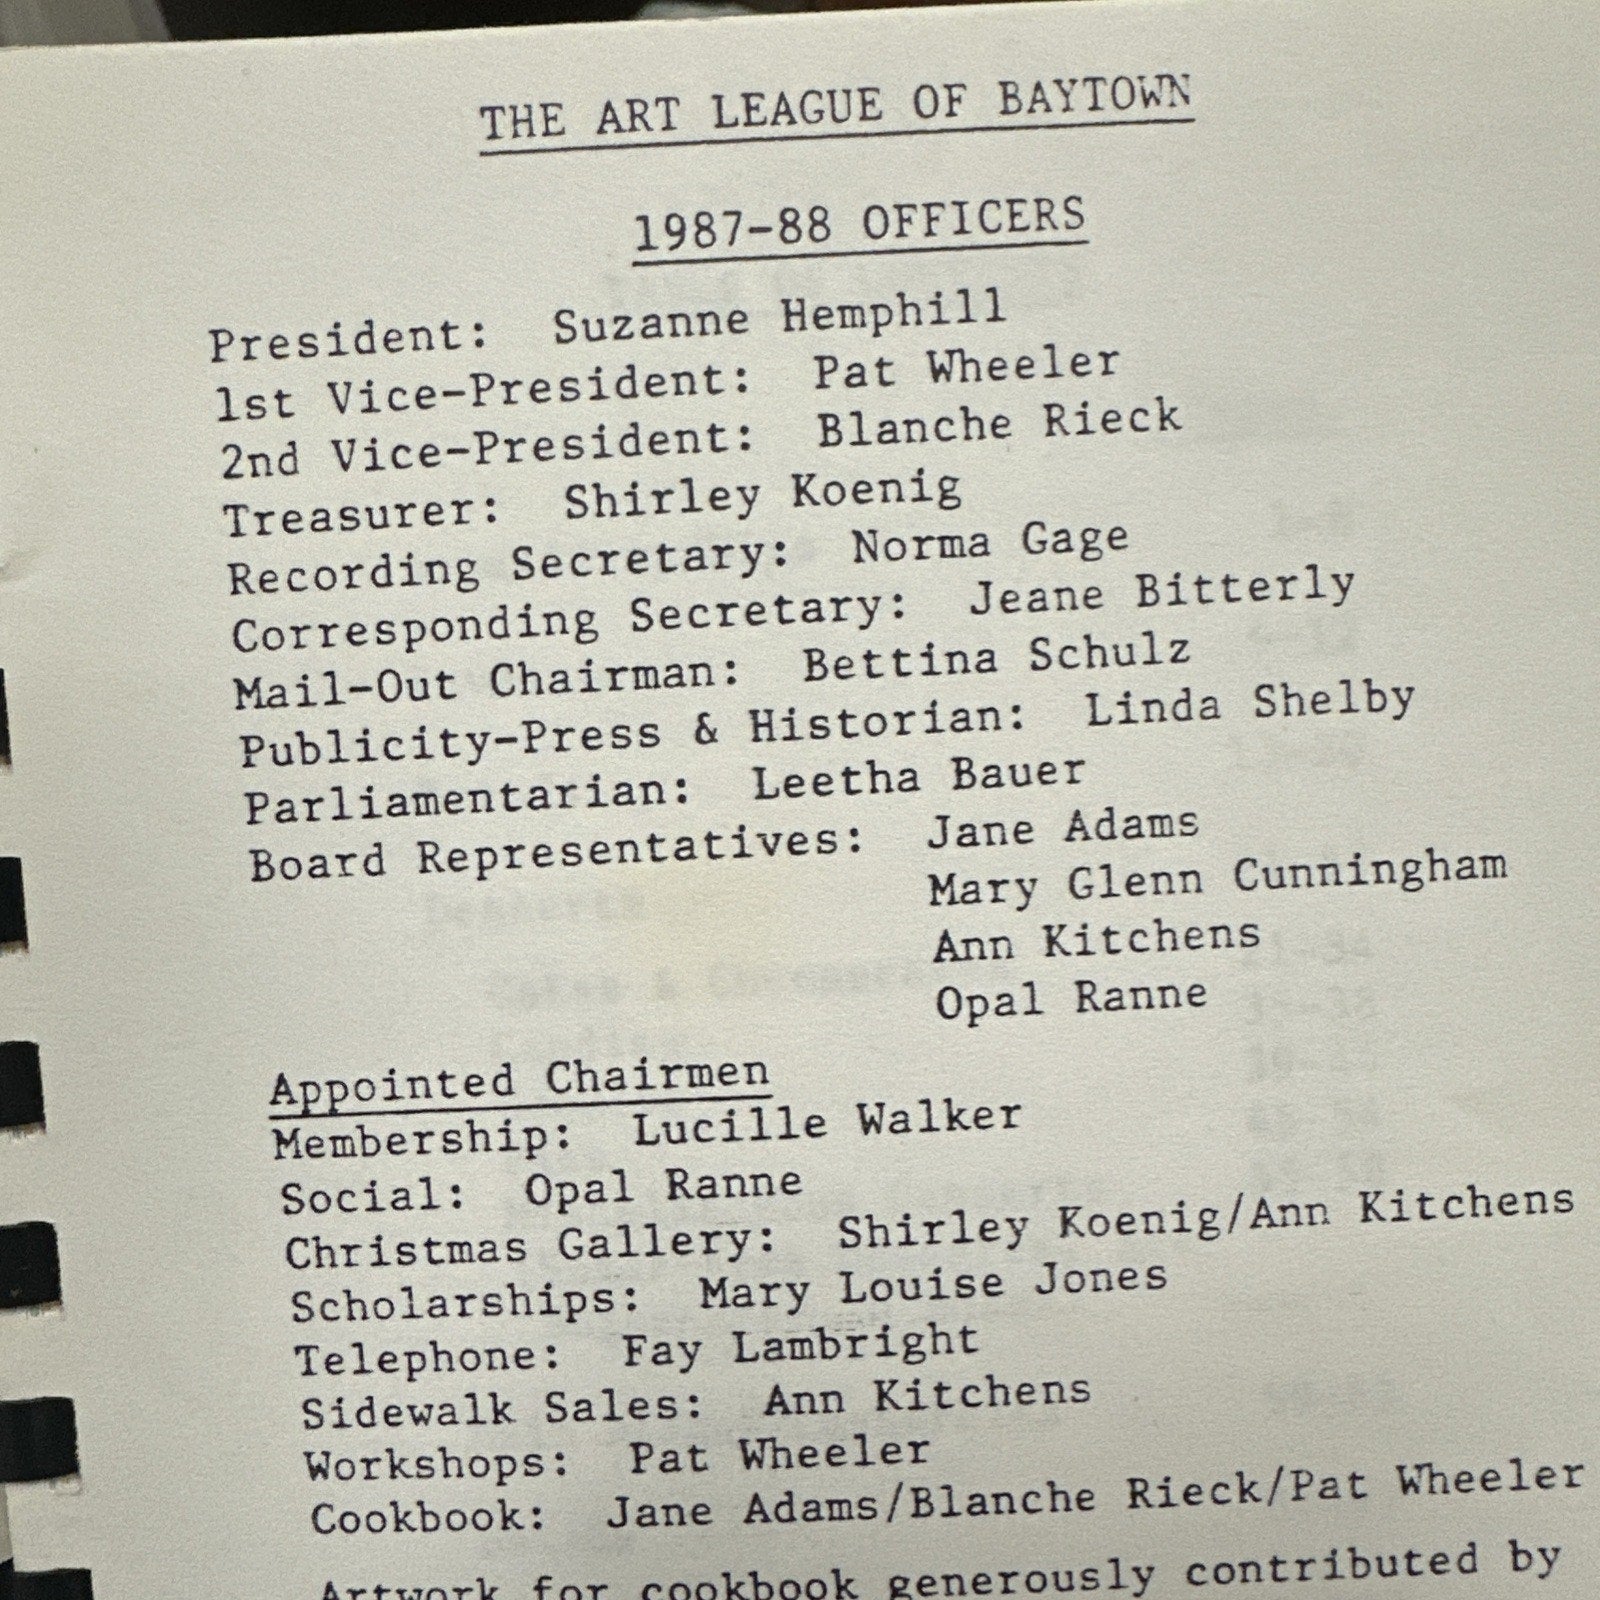 THE ART LEAGUE OF BAYTOWN
1987-88 OFFICERS
President: Suzanne Hemphill
1st Vice-President: Pat Wheeler
2nd Vice-President: Blanche Rieck
Treasurer: Shirley Koenig
Recording Secretary: Norma Gage
Corresponding Secretary: Jeane Bitterly
Mail-Out Chairman: Bettina Schulz
Publicity-Press & Historian: Linda Shelby
Parliamentarian: Leetha Bauer
Board Representatives: Jane Adams
Mary Glenn Cunningham
Ann Kitchens
Opal Ranne
Appointed Chairmen
Membership: Lucille Walker
Social: Opal Ranne
Christmas Gallery: Shirley Koenig/Ann Kitchens
Scholarships: Mary Louise Jones
Telephone: Fay Lambright
Sidewalk Sales: Ann Kitchens
Workshops: Pat Wheeler
Cookbook: Jane Adams/Blanche Rieck/Pat Wheeler
Artwork for cookbook generously contributed by